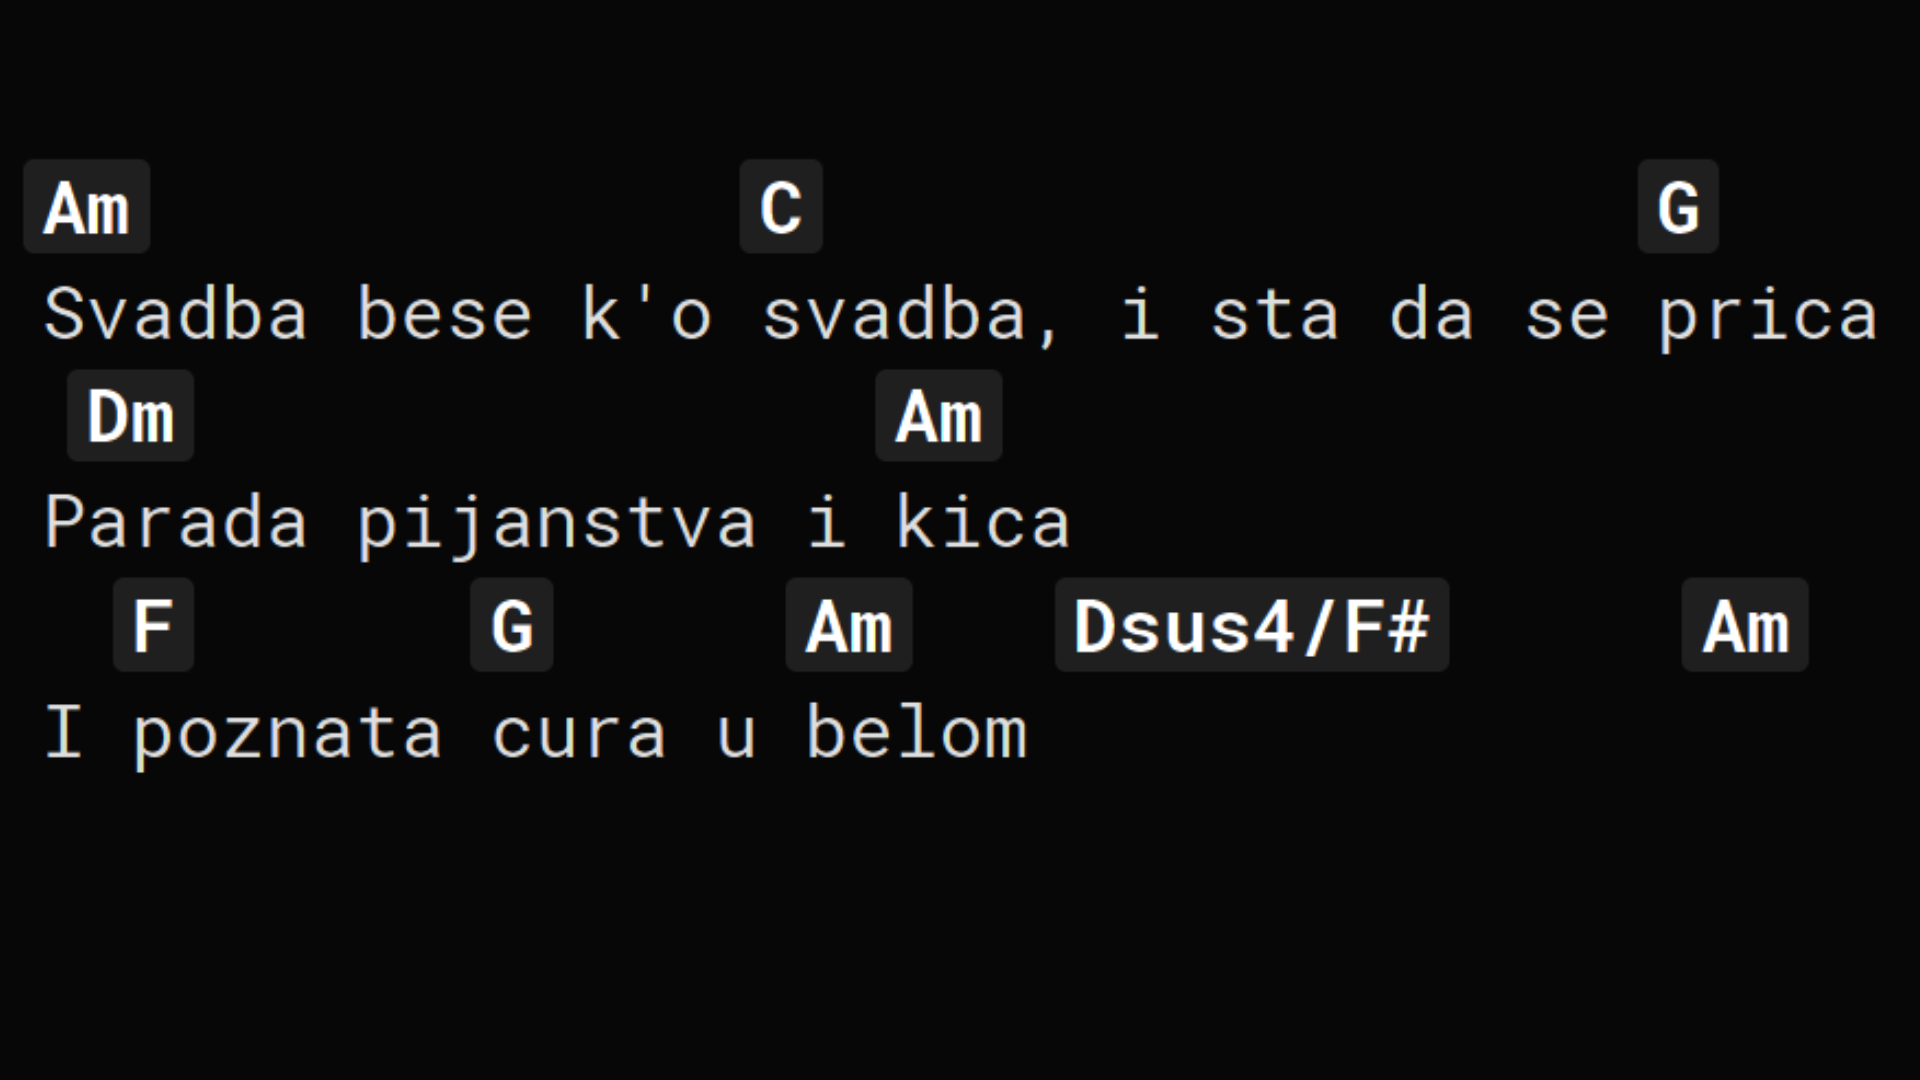 Am C G
Svadba bese k'o svadba, i sta da se prica
Dm Am
Parada pijanstva i kica
F G Am Dsus4/F# Am
I poznata cura u belom